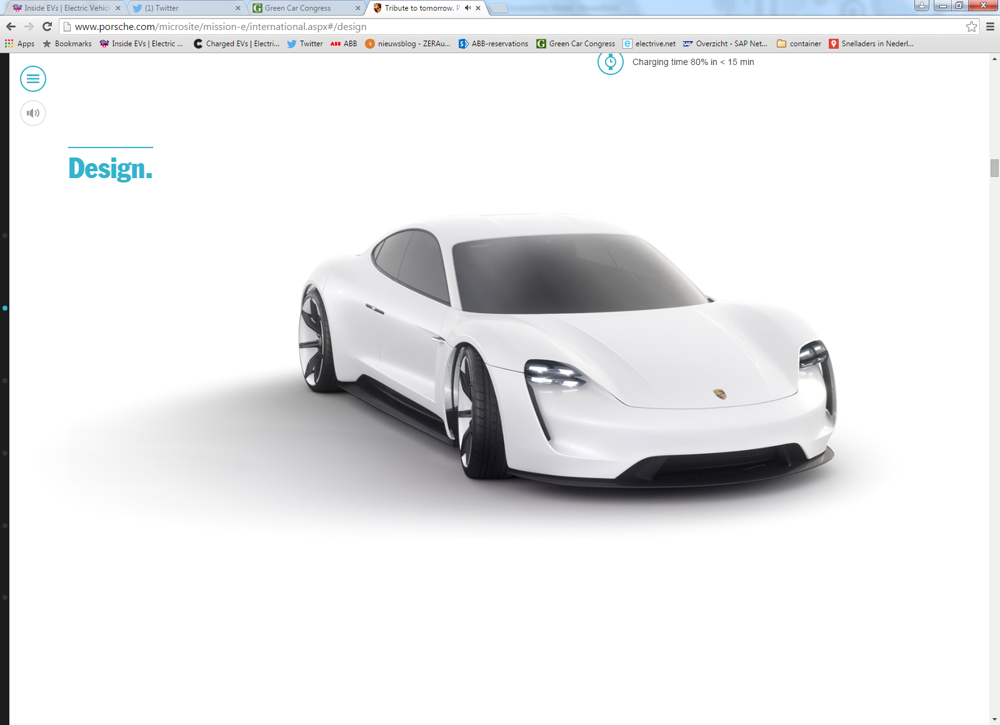 Inside EVs | Electric Vehicl
(1) Twitter
Green Car Congress
Tribute to tomorrow. P
www.porsche.com/microsite/mission-e/international.aspx#/design
Apps Bookmarks Inside EVs | Electric ... Charged EVs | Electri... Twitter ABB ABB nieuwsblog - ZERAu... ABB-reservations Green Car Congress electrive.net SAP Overzicht - SAP Net... container Snelladers in Nederl...
Charging time 80% in < 15 min
Design.